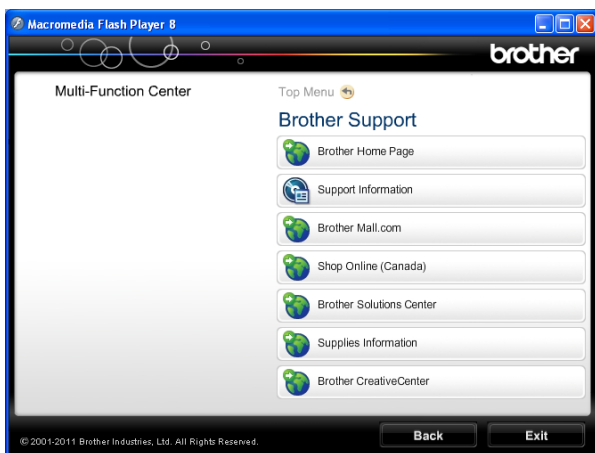 Macromedia Flash Player 8
brother
Multi-Function Center
Top Menu
Brother Support
Brother Home Page
Support Information
Brother Mall.com
Shop Online (Canada)
Brother Solutions Center
Supplies Information
Brother CreativeCenter
© 2001-2011 Brother Industries, Ltd. All Rights Reserved.
Back
Exit